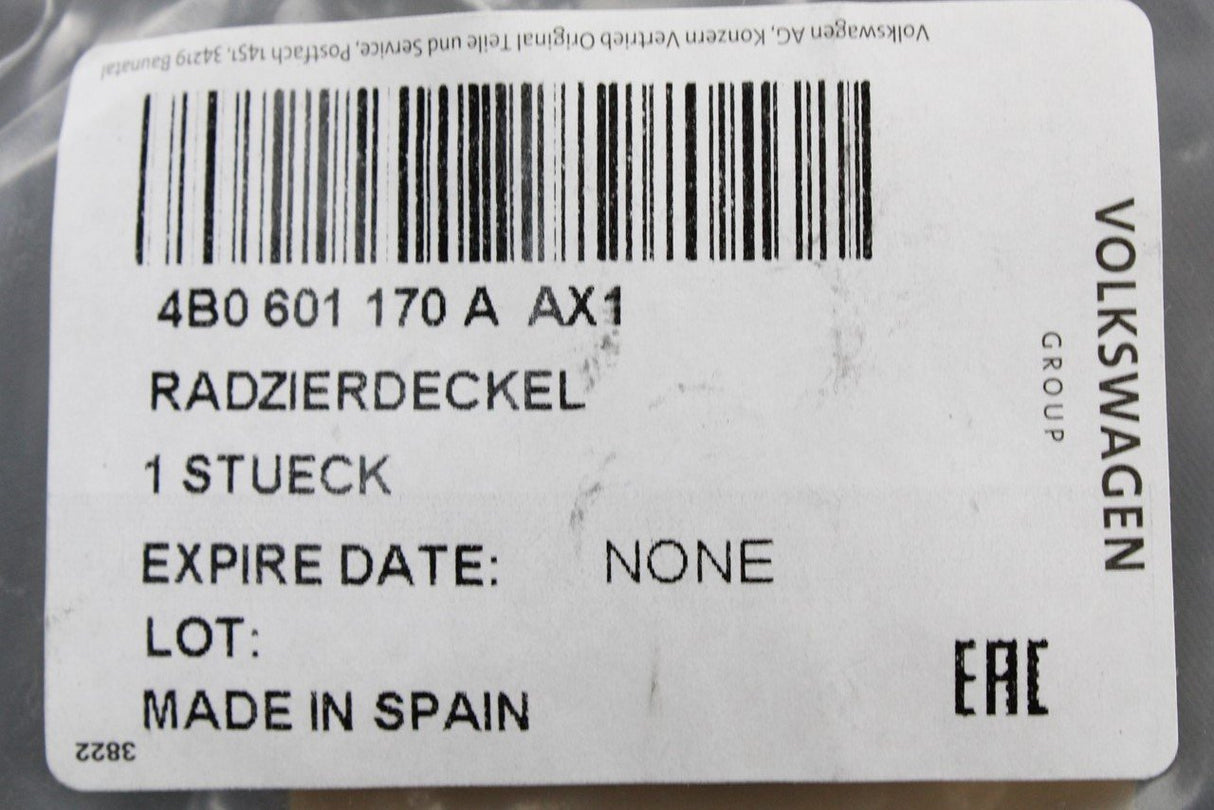 Volkswagen AG, Konzern Vertrieb Original Teile und Service, Postfach 1451, 34219 Baunatal
4B0 601 170 A AX1
RADZIERDECKEL
1 STUECK
EXPIRE DATE: NONE
LOT:
MADE IN SPAIN
3822
EAC
VOLKSWAGEN
GROUP